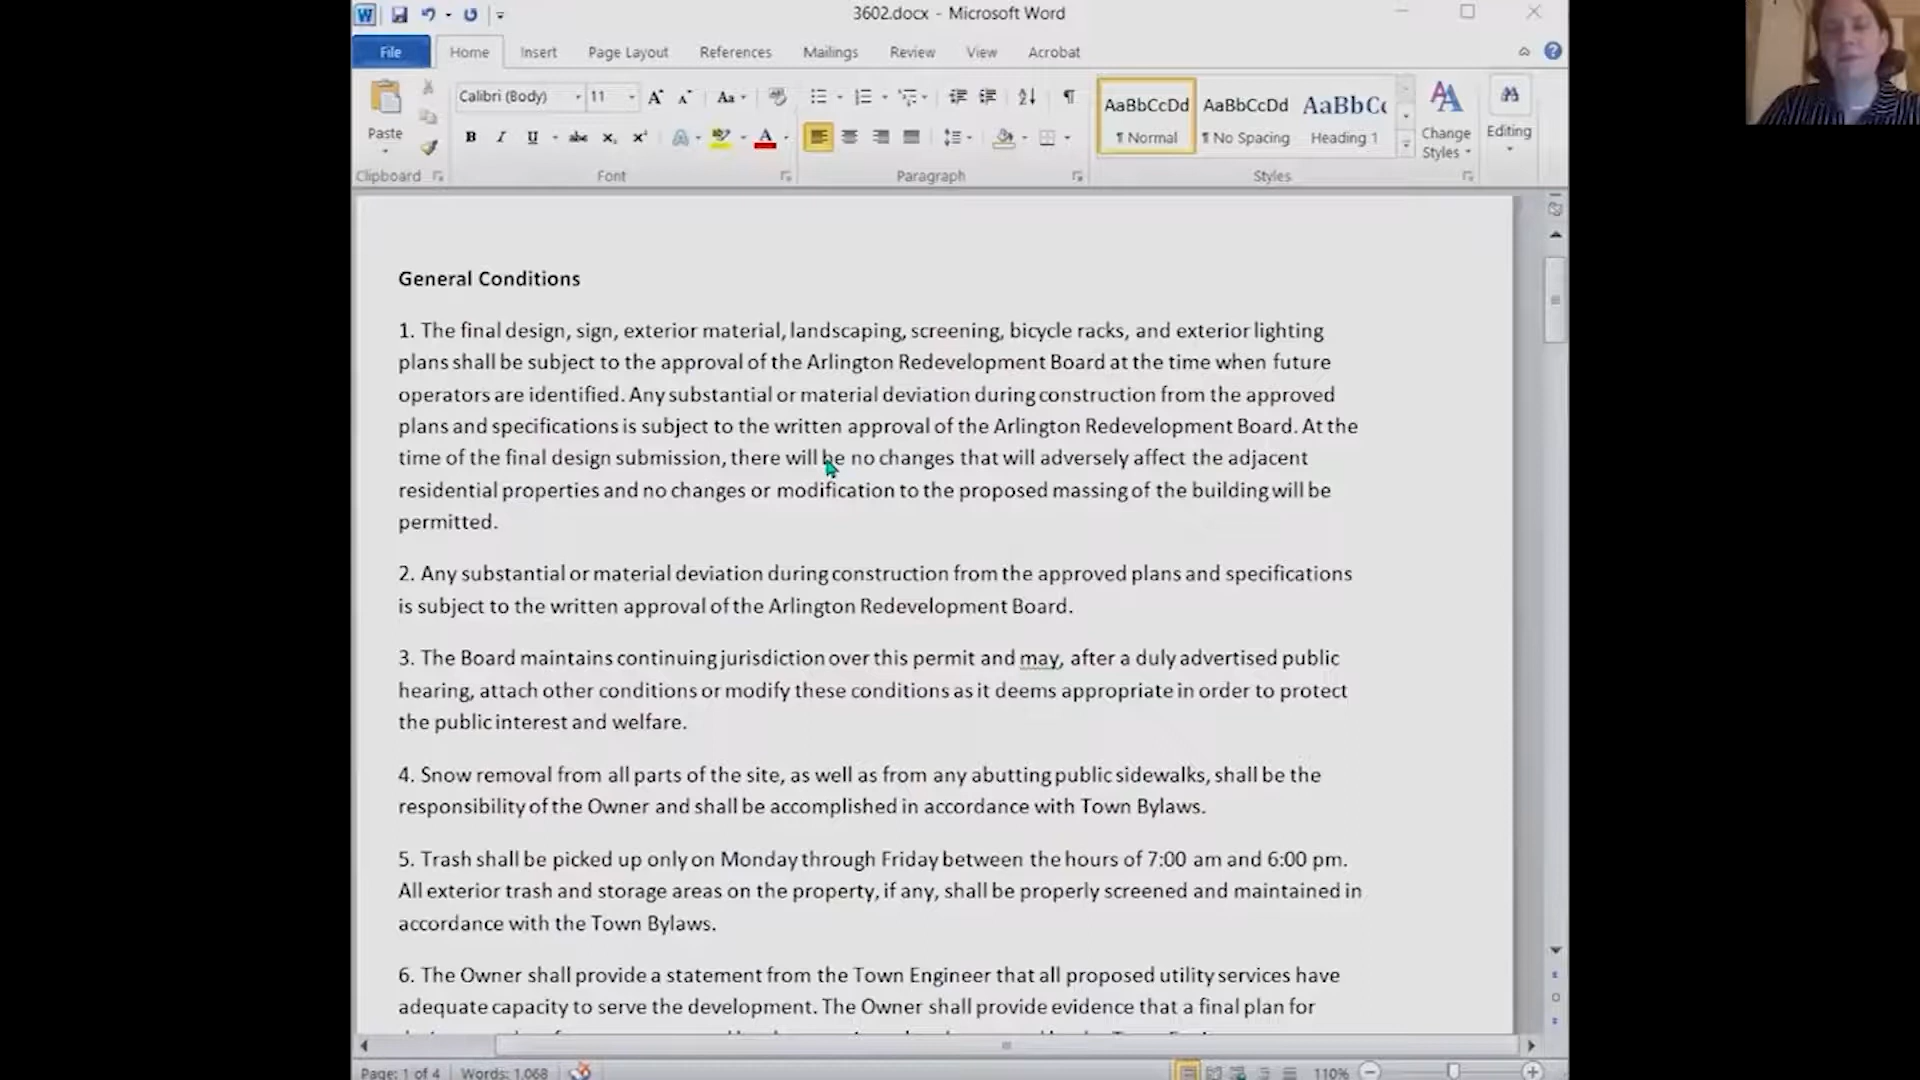 3602.docx - Microsoft Word
File Home Insert Page Layout References Mailings Review View Acrobat
Calibri (Body) 11 Aa
AaBbCcDd AaBbCcDd AaBbC
Paste B I U abc x₂ x² A A ¶ Normal ¶ No Spacing Heading 1 Change Styles Editing
Clipboard Font Paragraph Styles
General Conditions
1. The final design, sign, exterior material, landscaping, screening, bicycle racks, and exterior lighting
plans shall be subject to the approval of the Arlington Redevelopment Board at the time when future
operators are identified. Any substantial or material deviation during construction from the approved
plans and specifications is subject to the written approval of the Arlington Redevelopment Board. At the
time of the final design submission, there will be no changes that will adversely affect the adjacent
residential properties and no changes or modification to the proposed massing of the building will be
permitted.
2. Any substantial or material deviation during construction from the approved plans and specifications
is subject to the written approval of the Arlington Redevelopment Board.
3. The Board maintains continuing jurisdiction over this permit and may, after a duly advertised public
hearing, attach other conditions or modify these conditions as it deems appropriate in order to protect
the public interest and welfare.
4. Snow removal from all parts of the site, as well as from any abutting public sidewalks, shall be the
responsibility of the Owner and shall be accomplished in accordance with Town Bylaws.
5. Trash shall be picked up only on Monday through Friday between the hours of 7:00 am and 6:00 pm.
All exterior trash and storage areas on the property, if any, shall be properly screened and maintained in
accordance with the Town Bylaws.
6. The Owner shall provide a statement from the Town Engineer that all proposed utility services have
adequate capacity to serve the development. The Owner shall provide evidence that a final plan for
Page: 1 of 4 Words: 1,068 110%